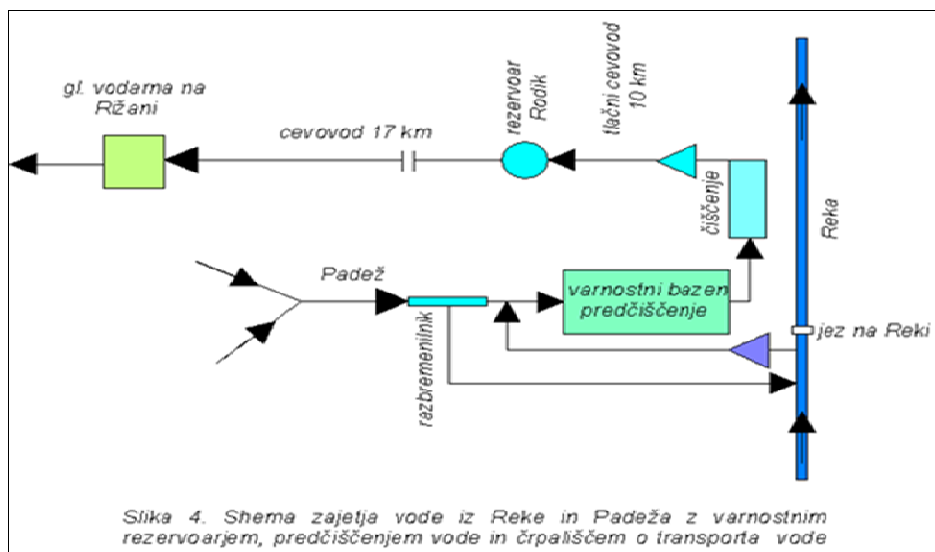 gl. vodarna na
Rižani
cevovod 17 km
rezervoar
Rodik
tlačni cevovod
10 km
čiščenje
Reka
Padež
razbremenilnik
varnostni bazen
predčiščenje
jez na Reki
Slika 4. Shema zajetja vode iz Reke in Padeža z varnostnim
rezervoarjem, predčiščenjem vode in črpališčem o transporta vode